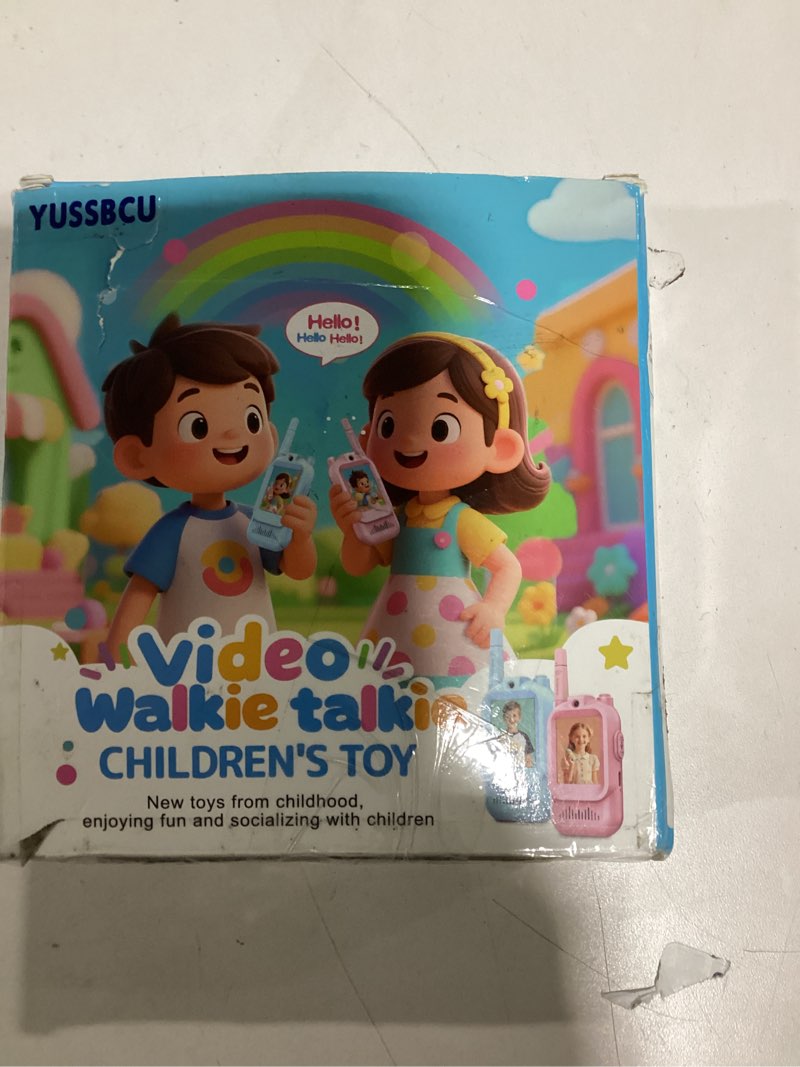 YUSSBCU
Hello!
Hello Hello!
Video
Walkie talkie
CHILDREN'S TOY
New toys from childhood,
enjoying fun and socializing with children